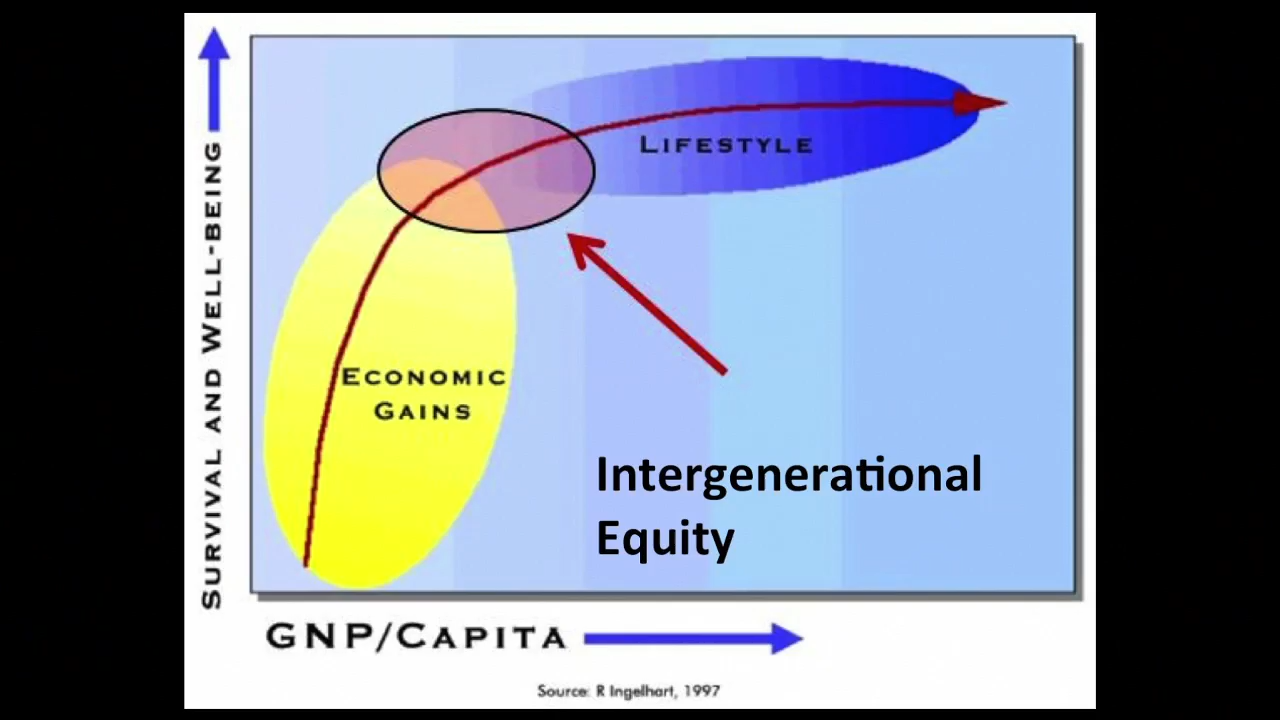 SURVIVAL AND WELL-BEING
LIFESTYLE
ECONOMIC
GAINS
Intergenerational
Equity
GNP/CAPITA
Source: R Ingelhart, 1997